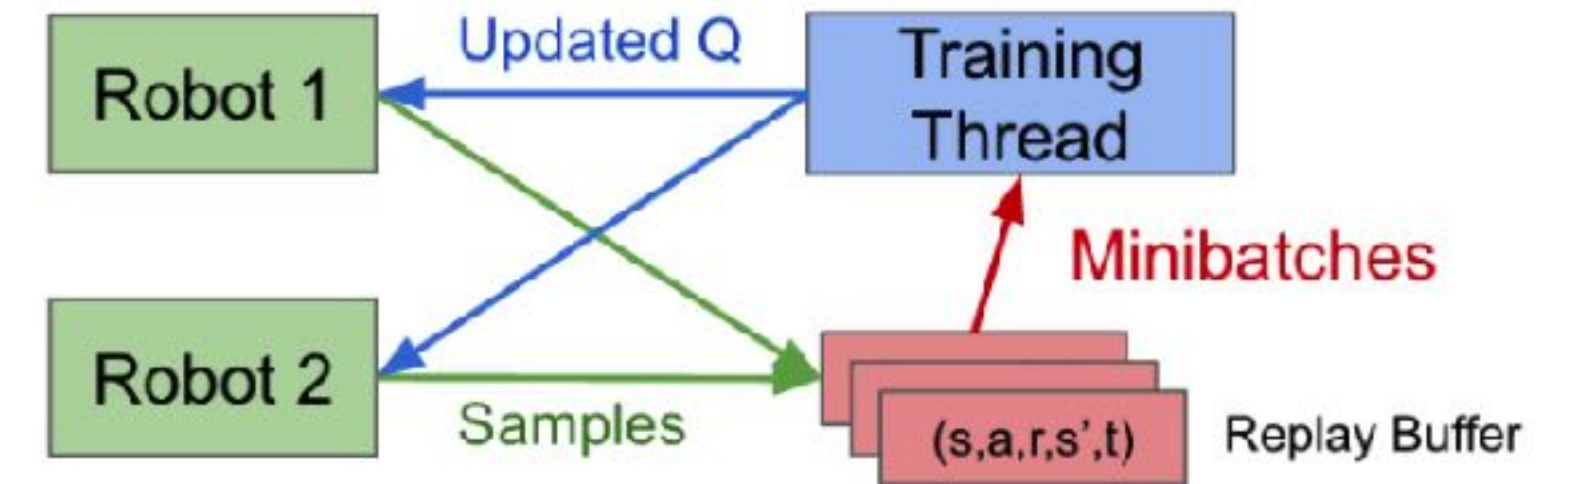 Robot 1
Updated Q
Training
Thread
Minibatches
Robot 2
Samples
(s,a,r,s’,t)
Replay Buffer